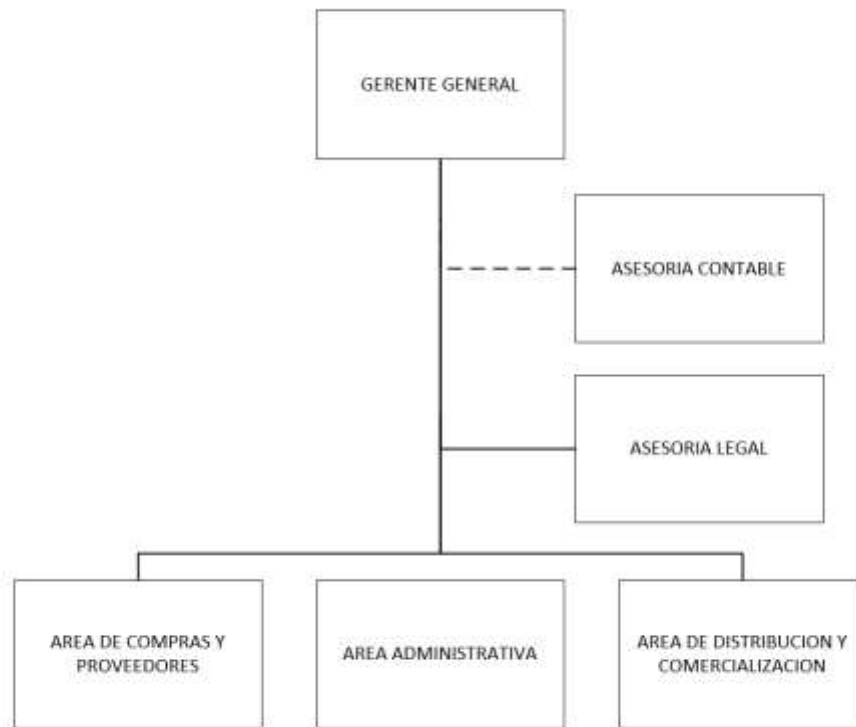 GERENTE GENERAL
ASESORIA CONTABLE
ASESORIA LEGAL
AREA DE COMPRAS Y
PROVEEDORES
AREA ADMINISTRATIVA
AREA DE DISTRIBUCION Y
COMERCIALIZACION